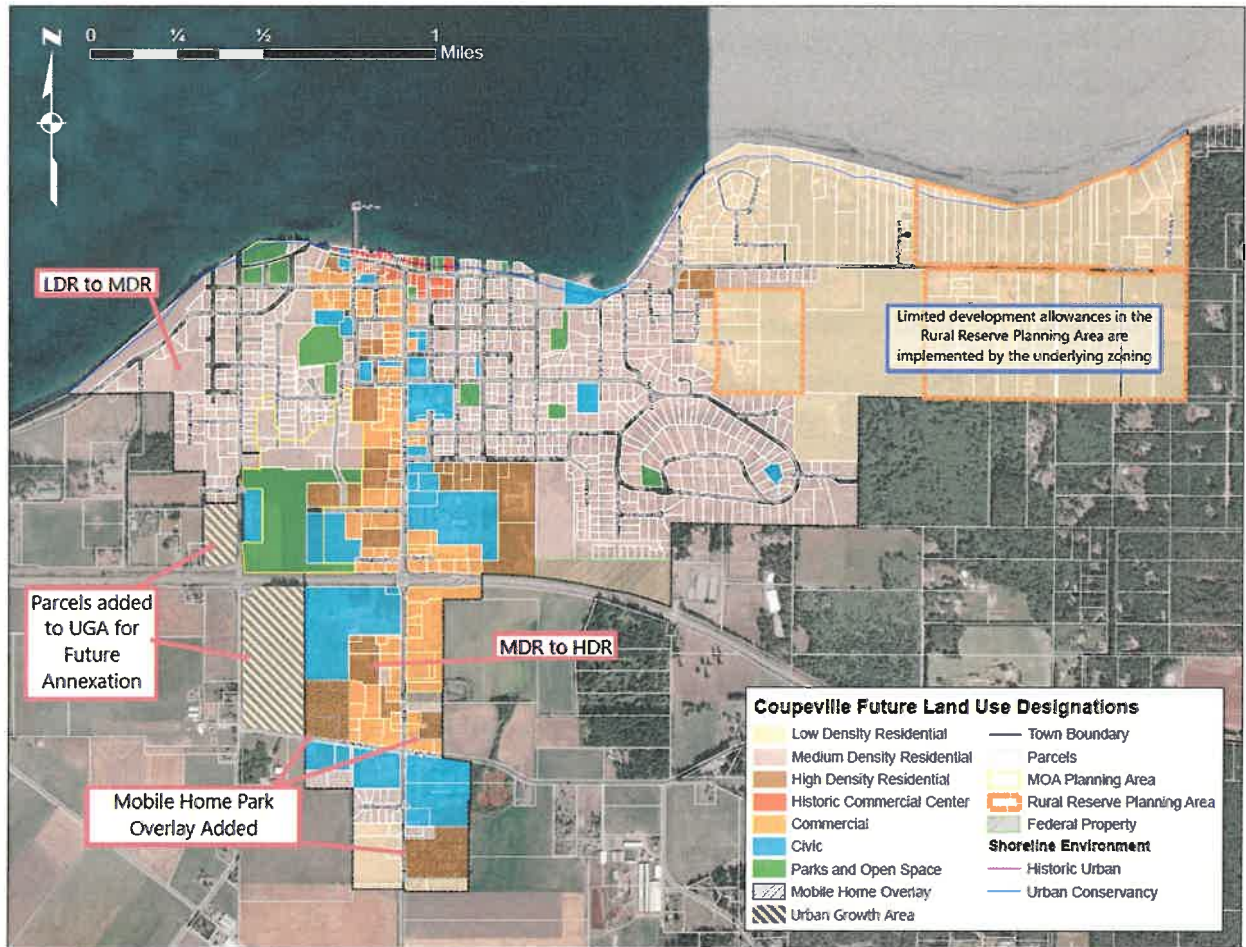 N
0 ¼ ½ 1
Miles
LDR to MDR
Limited development allowances in the
Rural Reserve Planning Area are
implemented by the underlying zoning
Parcels added
to UGA for
Future
Annexation
MDR to HDR
Mobile Home Park
Overlay Added
Coupeville Future Land Use Designations
Low Density Residential
Medium Density Residential
High Density Residential
Historic Commercial Center
Commercial
Civic
Parks and Open Space
Mobile Home Overlay
Urban Growth Area
Town Boundary
Parcels
MOA Planning Area
Rural Reserve Planning Area
Federal Property
Shoreline Environment
Historic Urban
Urban Conservancy